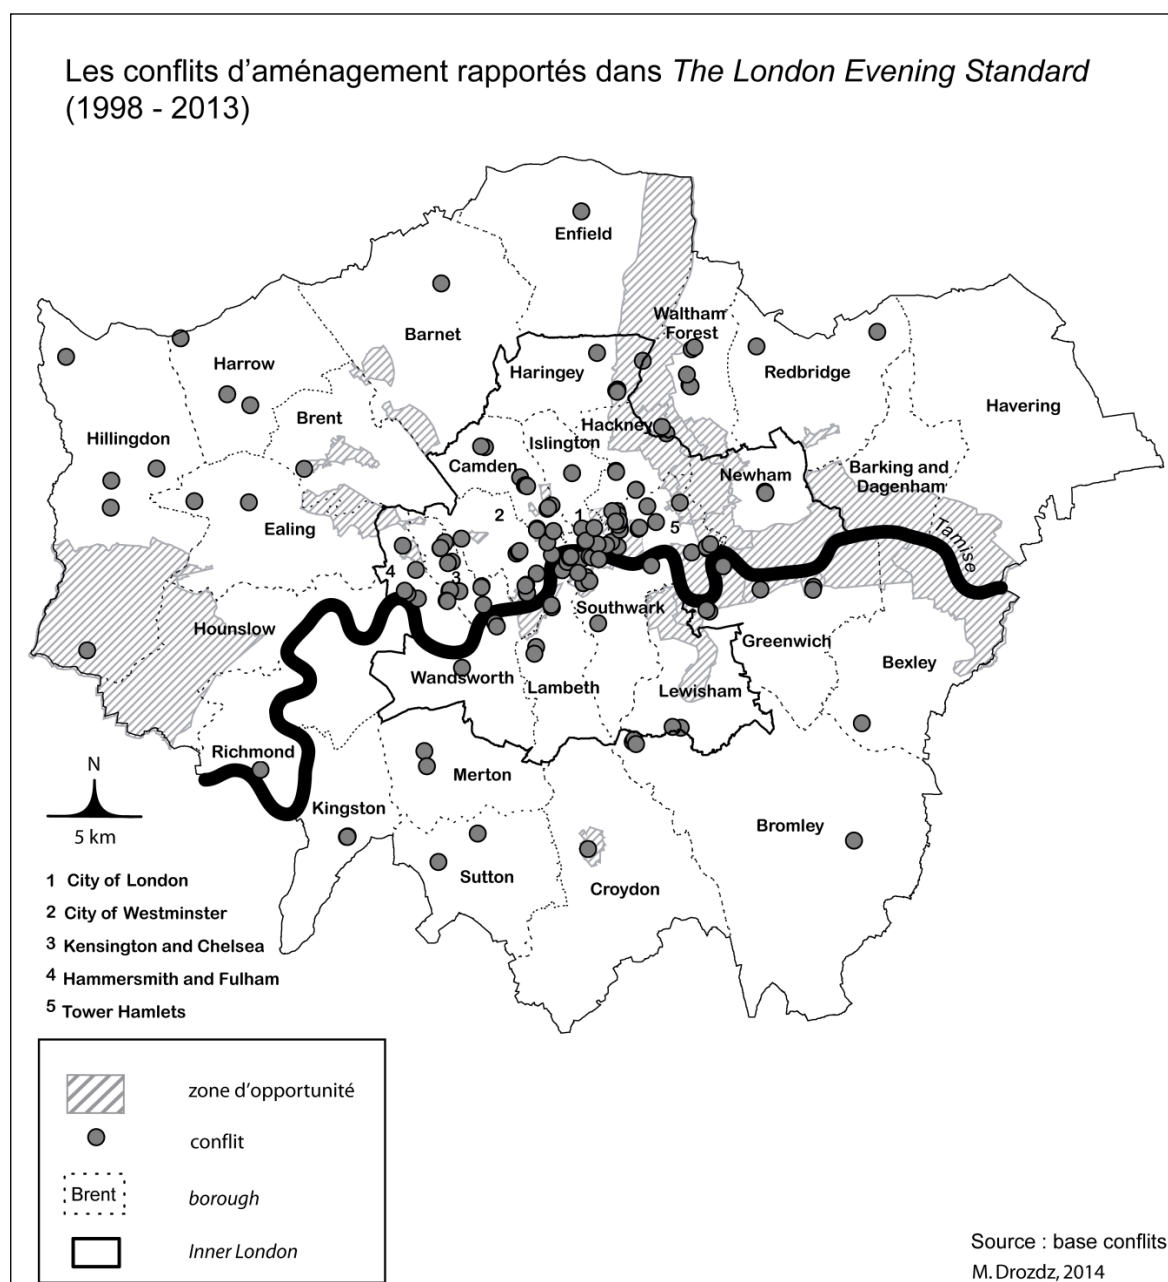 Les conflits d'aménagement rapportés dans The London Evening Standard
(1998 - 2013)
Enfield
Barnet
Waltham
Forest
Harrow
Haringey
Redbridge
Havering
Brent
Hackney
Hillingdon
Islington
Camden
Newham
Barking and
Dagenham
Ealing
2
1
5
Tamise
4
3
Southwark
Hounslow
Greenwich
Bexley
Wandsworth
Lambeth
Lewisham
Richmond
N
Merton
5 km
Kingston
Bromley
Sutton
Croydon
1 City of London
2 City of Westminster
3 Kensington and Chelsea
4 Hammersmith and Fulham
5 Tower Hamlets
zone d'opportunité
conflit
Brent borough
Inner London
Source : base conflits
M. Drozdz, 2014